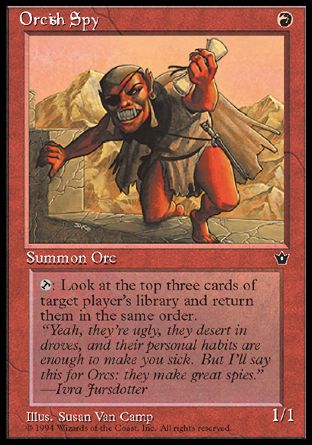 Orcish Spy
Summon Orc
: Look at the top three cards of
target player's library and return
them in the same order.
"Yeah, they're ugly, they desert in
droves, and their personal habits are
enough to make you sick. But I'll say
this for Orcs: they make great spies."
—Ivra Jursdotter
1/1
Illus. Susan Van Camp
© 1994 Wizards of the Coast, Inc. All rights reserved.